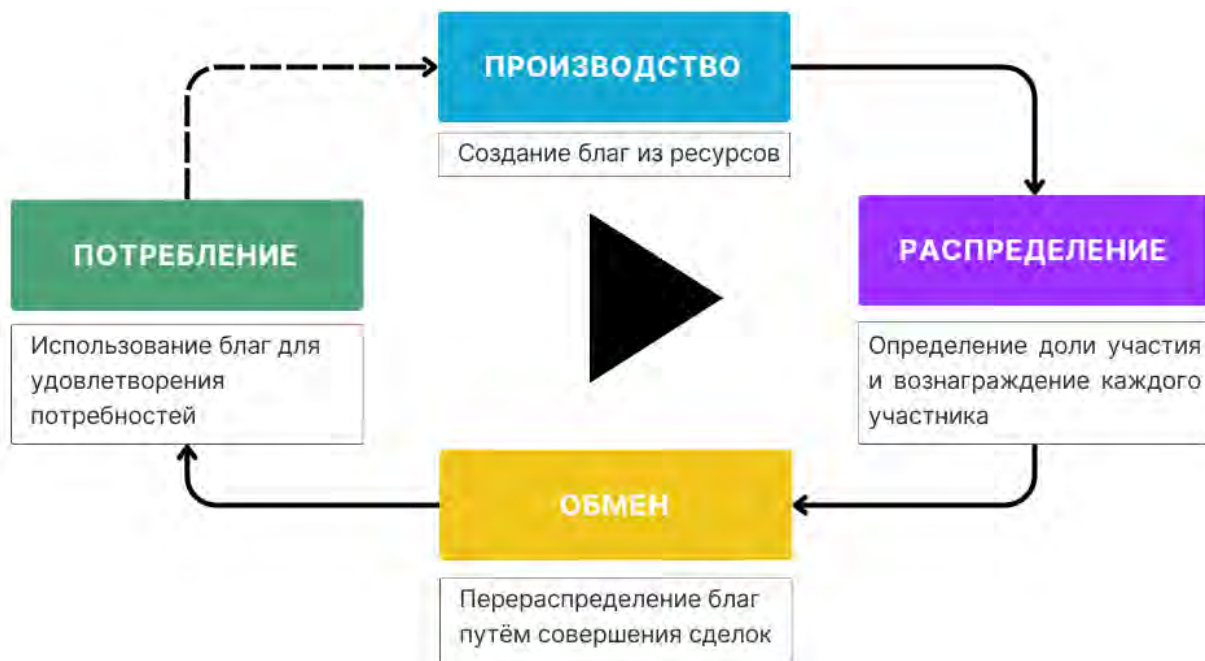 ПРОИЗВОДСТВО
Создание благ из ресурсов
ПОТРЕБЛЕНИЕ
Использование благ для
удовлетворения
потребностей
РАСПРЕДЕЛЕНИЕ
Определение доли участия
и вознаграждение каждого
участника
ОБМЕН
Перераспределение благ
путём совершения сделок